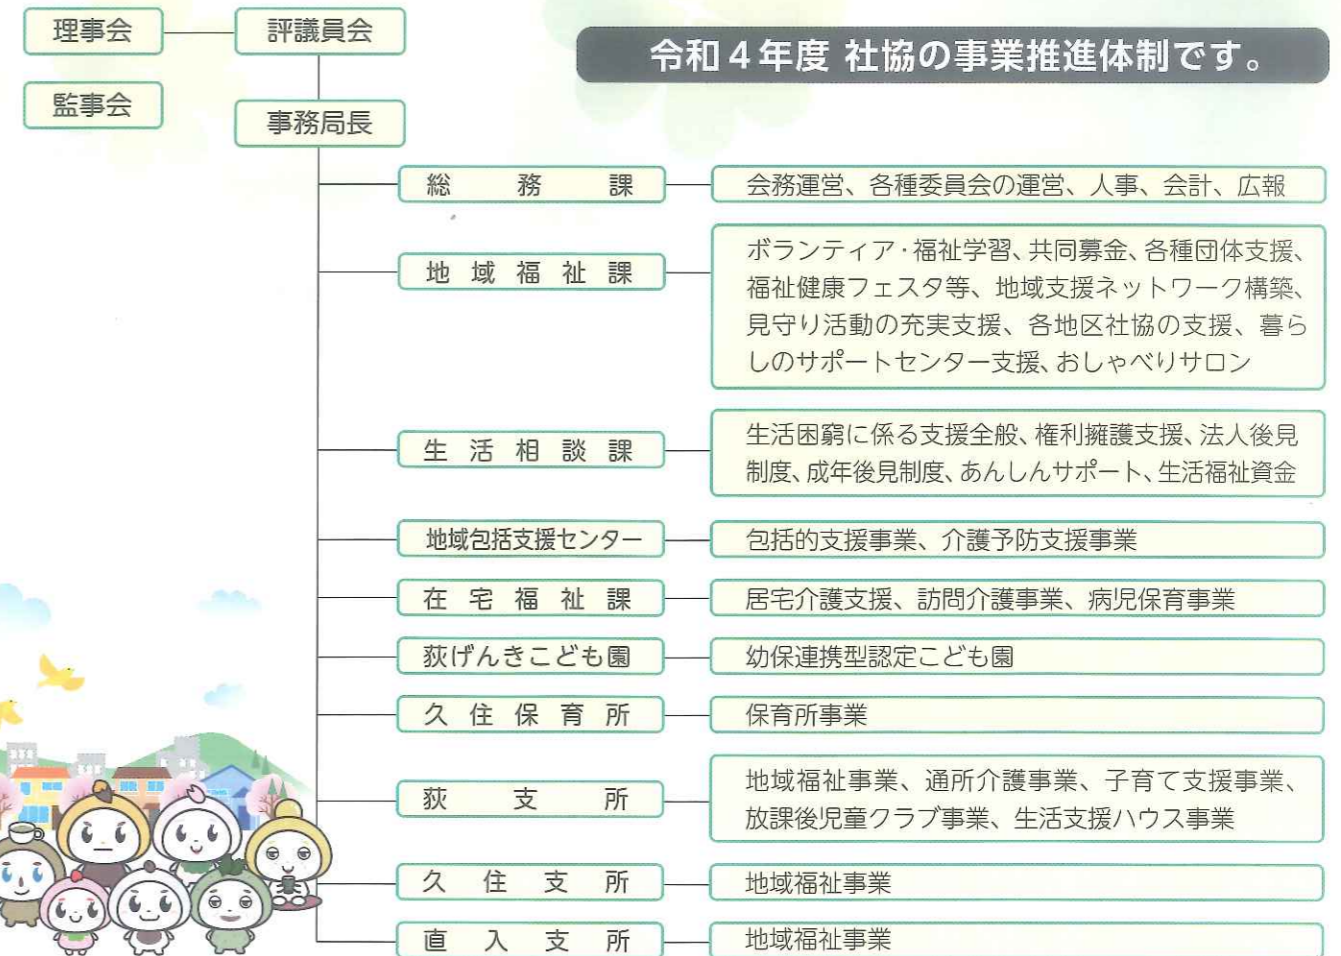 理事会
評議員会
令和4年度 社協の事業推進体制です。
監事会
事務局長
総務課
会務運営、各種委員会の運営、人事、会計、広報
地域福祉課
ボランティア・福祉学習、共同募金、各種団体支援、
福祉健康フェスタ等、地域支援ネットワーク構築、
見守り活動の充実支援、各地区社協の支援、暮ら
しのサポートセンター支援、おしゃべりサロン
生活相談課
生活困窮に係る支援全般、権利擁護支援、法人後見
制度、成年後見制度、あんしんサポート、生活福祉資金
地域包括支援センター
包括的支援事業、介護予防支援事業
在宅福祉課
居宅介護支援、訪問介護事業、病児保育事業
荻げんきこども園
幼保連携型認定こども園
久住保育所
保育所事業
荻支所
地域福祉事業、通所介護事業、子育て支援事業、
放課後児童クラブ事業、生活支援ハウス事業
久住支所
地域福祉事業
直入支所
地域福祉事業